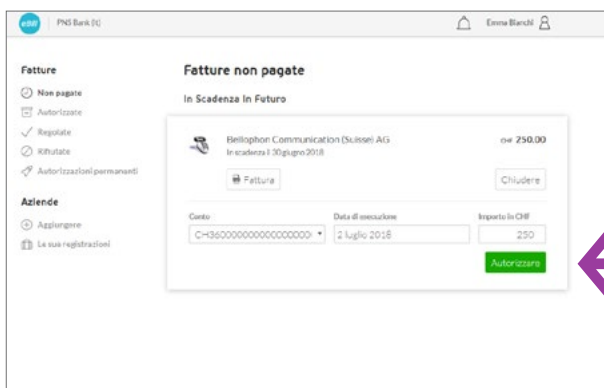 eBill PNS Bank (it) Emma Bianchi
Fatture
Non pagate
Autorizzate
Regolate
Rifiutate
Autorizzazioni permanenti
Aziende
Aggiungere
Le sue registrazioni
Fatture non pagate
In Scadenza In Futuro
Bellophon Communication (Suisse) AG CHF 250.00
In scadenza il 30 giugno 2018
Fattura Chiudere
Conto Data di esecuzione Importo in CHF
2 luglio 2018 250
Autorizzare